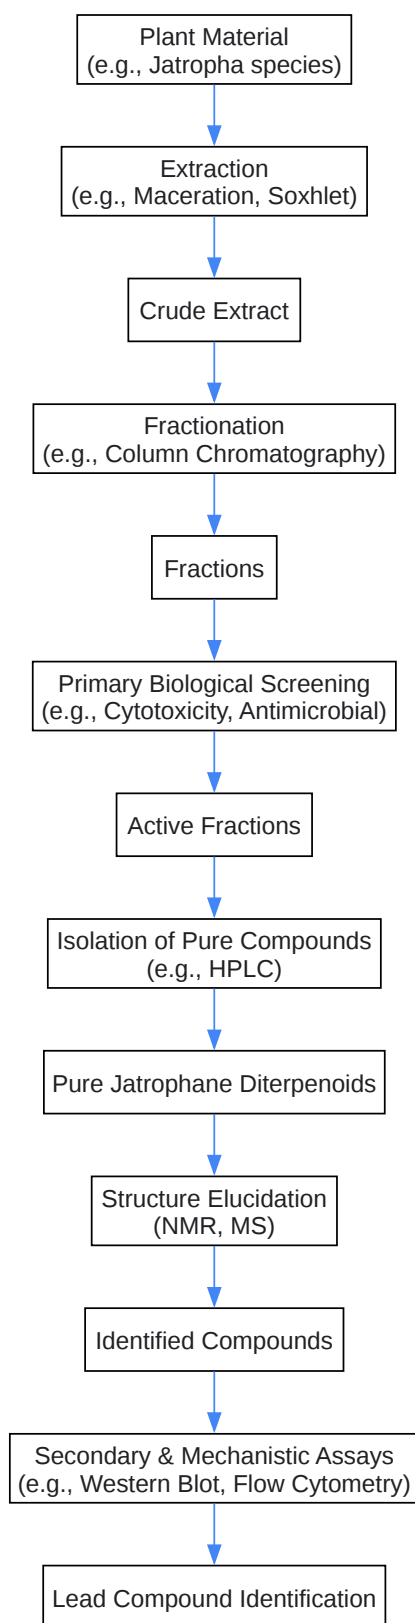 Plant Material
(e.g., Jatropha species)
Extraction
(e.g., Maceration, Soxhlet)
Crude Extract
Fractionation
(e.g., Column Chromatography)
Fractions
Primary Biological Screening
(e.g., Cytotoxicity, Antimicrobial)
Active Fractions
Isolation of Pure Compounds
(e.g., HPLC)
Pure Jatrophane Diterpenoids
Structure Elucidation
(NMR, MS)
Identified Compounds
Secondary & Mechanistic Assays
(e.g., Western Blot, Flow Cytometry)
Lead Compound Identification